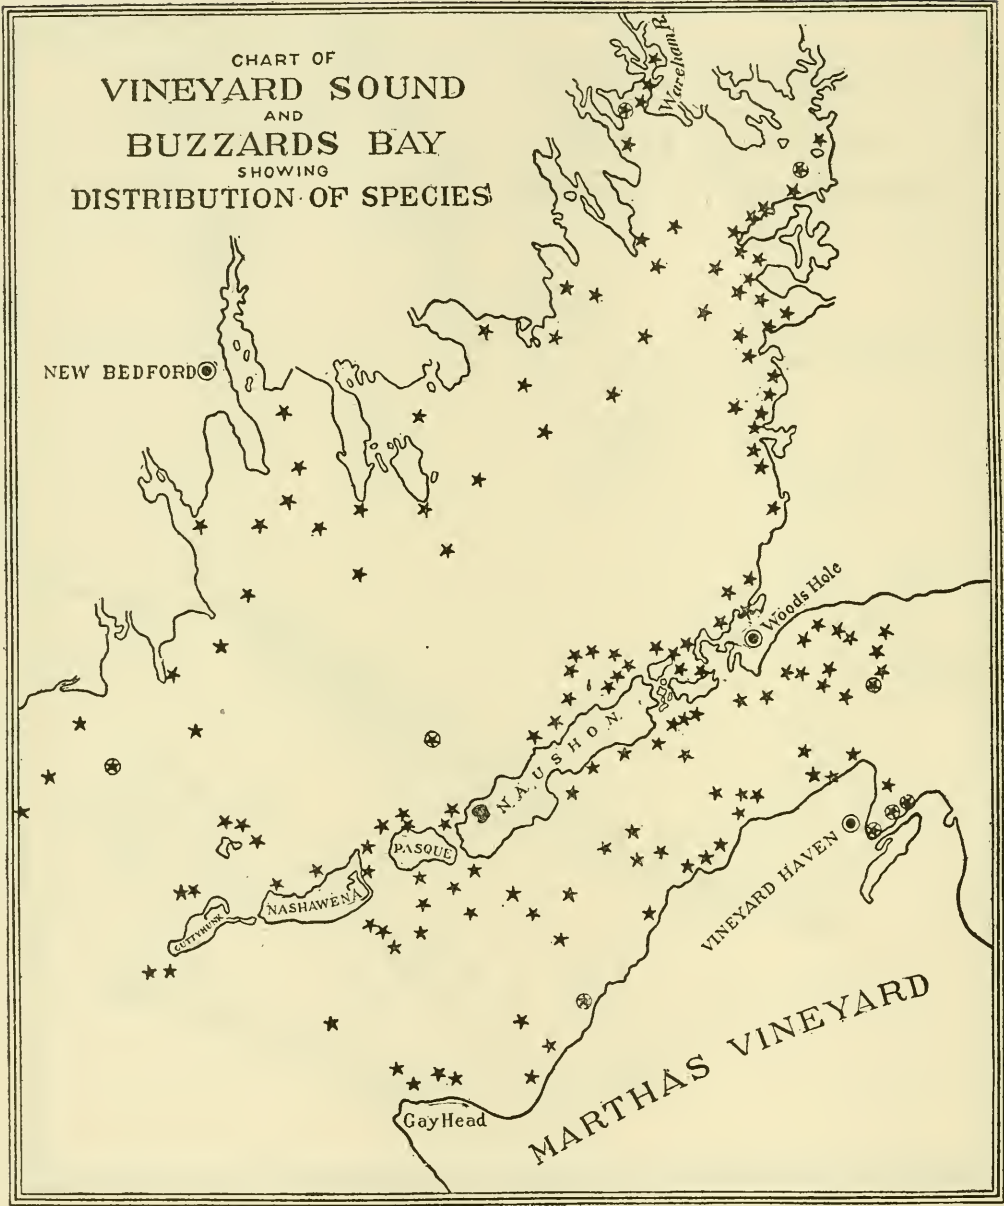 CHART OF
VINEYARD SOUND
AND
BUZZARDS BAY
SHOWING
DISTRIBUTION OF SPECIES
Wareham R.
NEW BEDFORD
Woods Hole
NAUSHON
PASQUE
NASHAWENA
CUTTYHUNK
VINEYARD HAVEN
MARTHAS VINEYARD
Gay Head